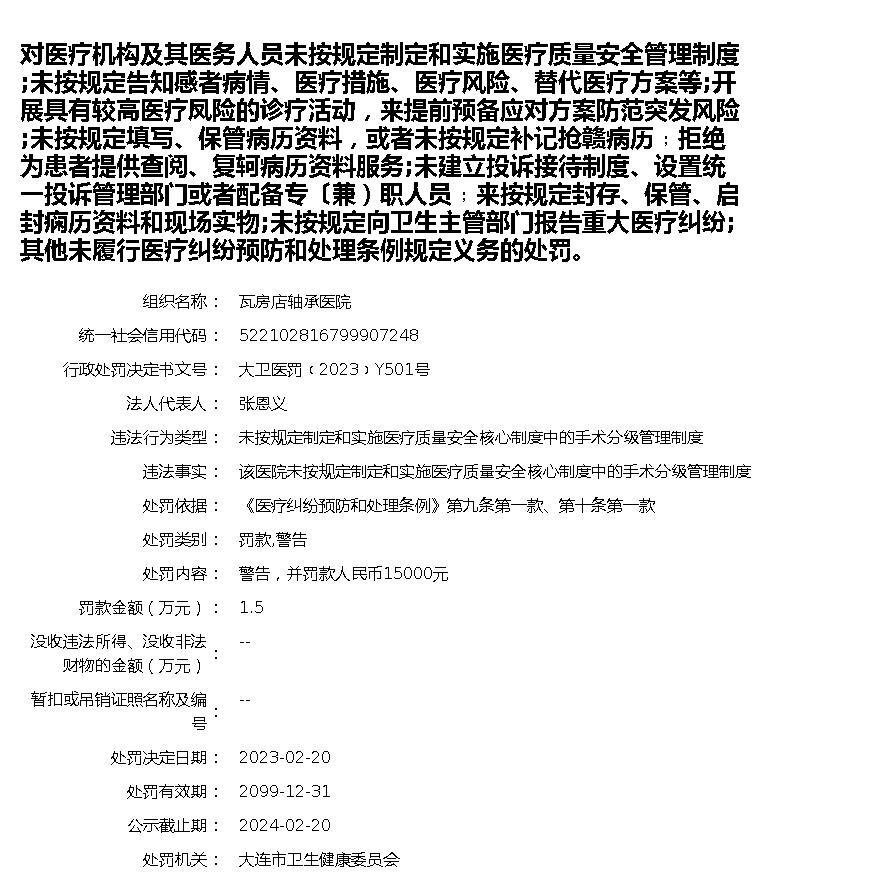 对医疗机构及其医务人员未按规定制定和实施医疗质量安全管理制度
;未按规定告知感者病情、医疗措施、医疗风险、替代医疗方案等;开
展具有较高医疗凤险的诊疗活动，来提前预备应对方案防范突发风险
;未按规定填写、保管病历资料，或者未按规定补记抢赣病历；拒绝
为患者提供查阅、复轲病历资料服务;未建立投诉接待制度、设置统
一投诉管理部门或者配备专〔兼）职人员；来按规定封存、保管、启
封病历资料和现场实物;未按规定向卫生主管部门报告重大医疗纠纷;
其他未履行医疗纠纷预防和处理条例规定义务的处罚。
组织名称： 瓦房店轴承医院
统一社会信用代码： 522102816799907248
行政处罚决定书文号： 大卫医罚﹝2023﹞Y501号
法人代表人： 张恩义
违法行为类型： 未按规定制定和实施医疗质量安全核心制度中的手术分级管理制度
违法事实： 该医院未按规定制定和实施医疗质量安全核心制度中的手术分级管理制度
处罚依据： 《医疗纠纷预防和处理条例》第九条第一款、第十条第一款
处罚类别： 罚款,警告
处罚内容： 警告，并罚款人民币15000元
罚款金额（万元）： 1.5
没收违法所得、没收非法
财物的金额（万元）： --
暂扣或吊销证照名称及编
号： --
处罚决定日期： 2023-02-20
处罚有效期： 2099-12-31
公示截止期： 2024-02-20
处罚机关： 大连市卫生健康委员会